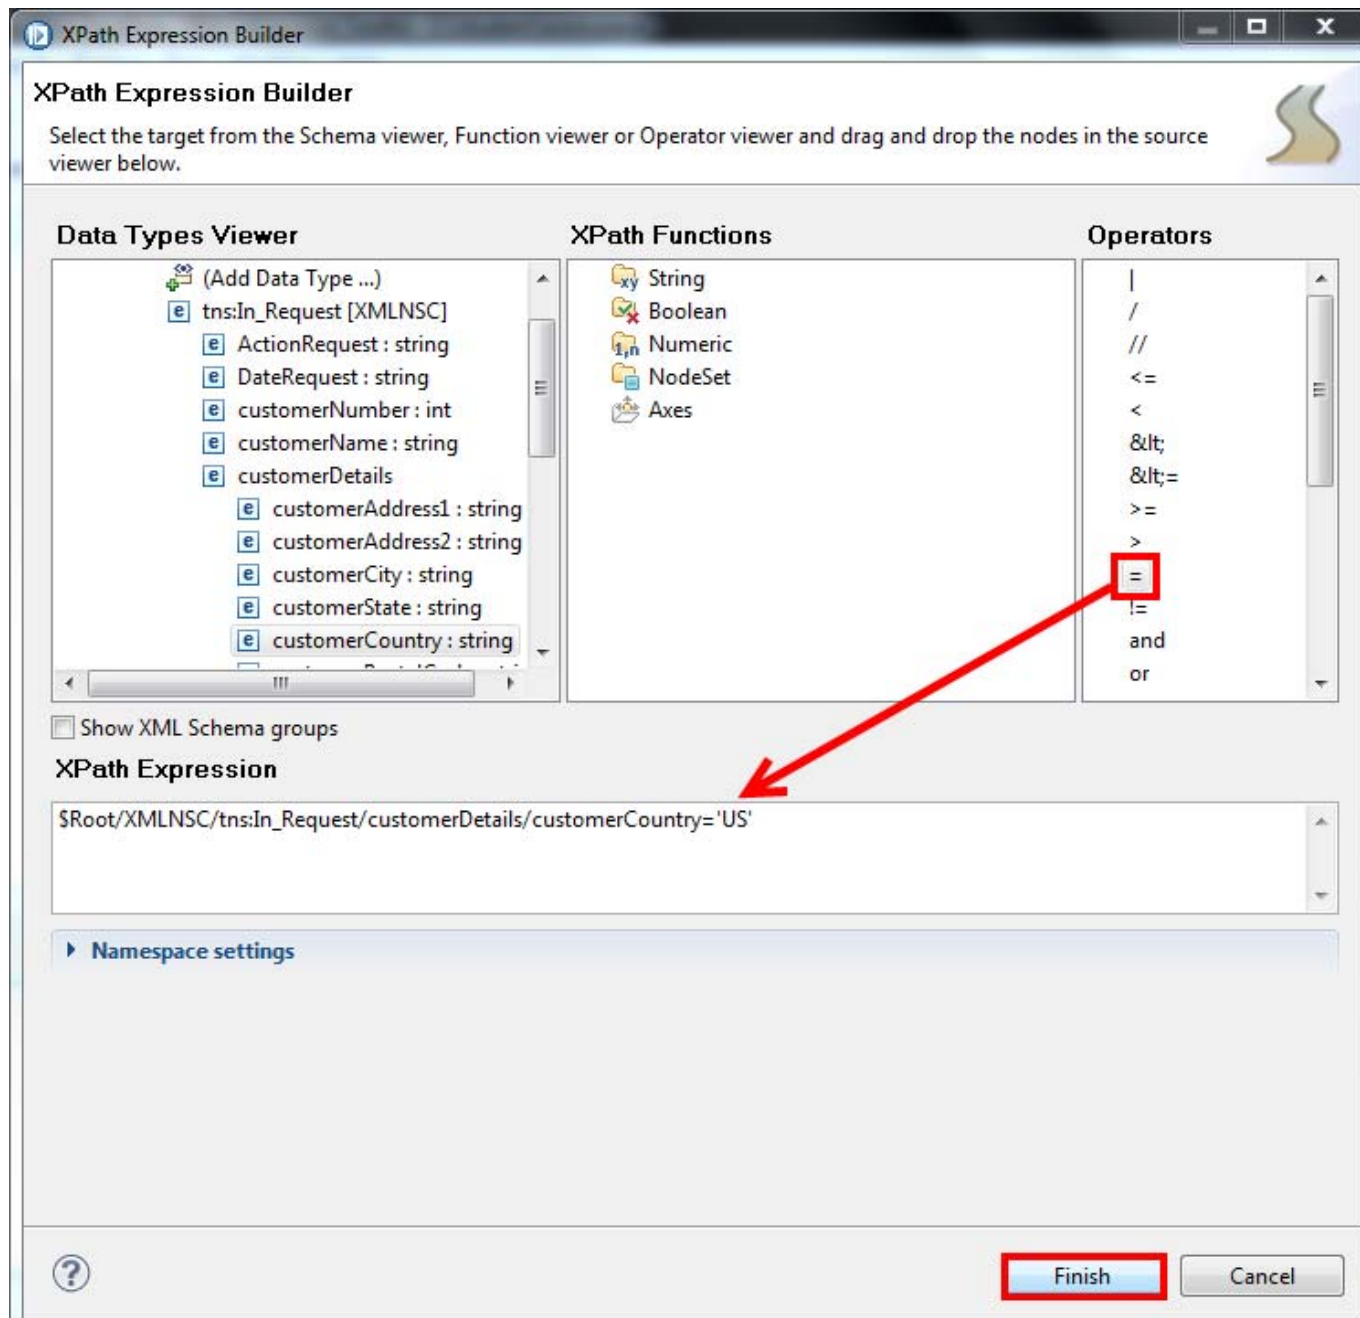 XPath Expression Builder
XPath Expression Builder
Select the target from the Schema viewer, Function viewer or Operator viewer and drag and drop the nodes in the source
viewer below.
Data Types Viewer
(Add Data Type ...)
tns:In_Request [XMLNSC]
ActionRequest : string
DateRequest : string
customerNumber : int
customerName : string
customerDetails
customerAddress1 : string
customerAddress2 : string
customerCity : string
customerState : string
customerCountry : string
XPath Functions
String
Boolean
Numeric
NodeSet
Axes
Operators
|
/
//
<=
<
&lt;
&lt;=
>=
>
=
!=
and
or
Show XML Schema groups
XPath Expression
$Root/XMLNSC/tns:In_Request/customerDetails/customerCountry='US'
Namespace settings
Finish
Cancel